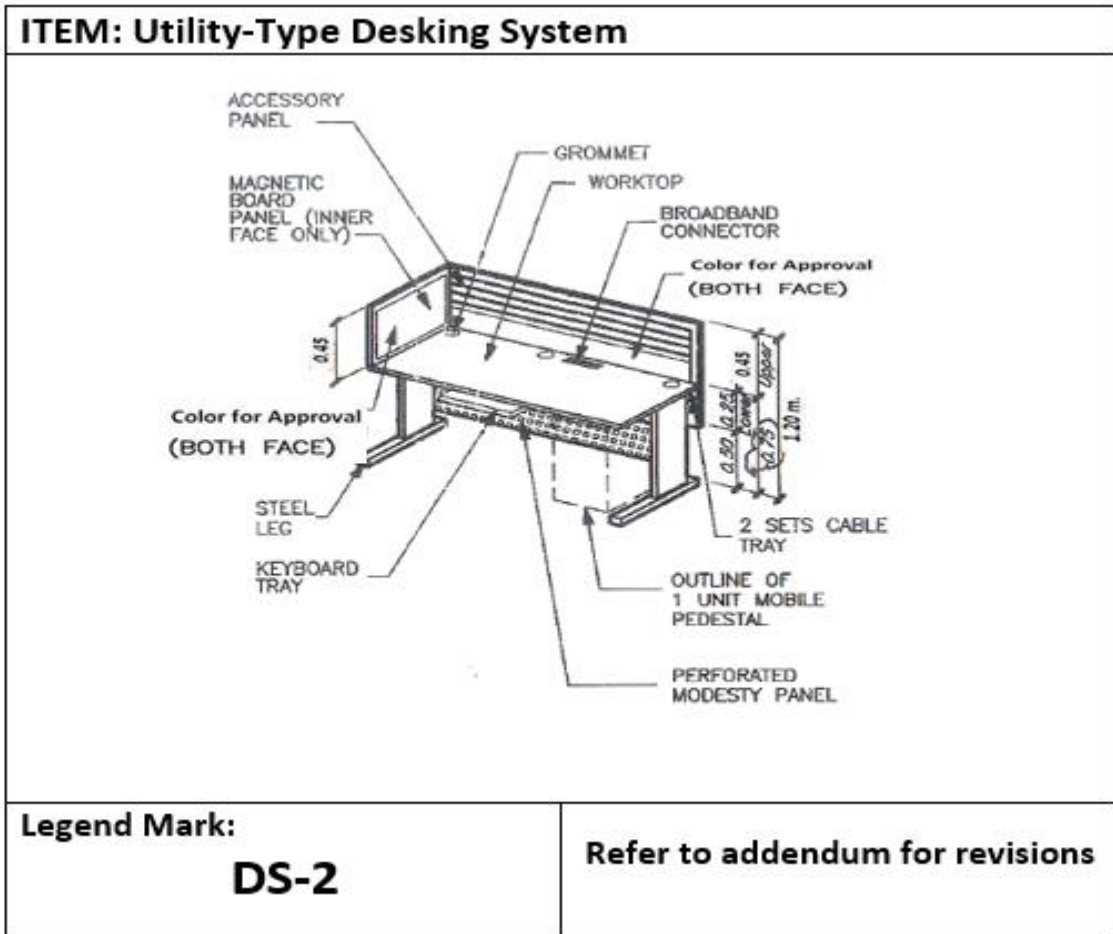 ITEM: Utility-Type Desking System
ACCESSORY
PANEL
GROMMET
WORKTOP
MAGNETIC
BOARD
PANEL (INNER
FACE ONLY)
BROADBAND
CONNECTOR
Color for Approval
(BOTH FACE)
0.45
0.45
Upper
0.25
Lower
0.50
0.75
1.20 m.
Color for Approval
(BOTH FACE)
STEEL
LEG
2 SETS CABLE
TRAY
KEYBOARD
TRAY
OUTLINE OF
1 UNIT MOBILE
PEDESTAL
PERFORATED
MODESTY PANEL
Legend Mark:
DS-2
Refer to addendum for revisions